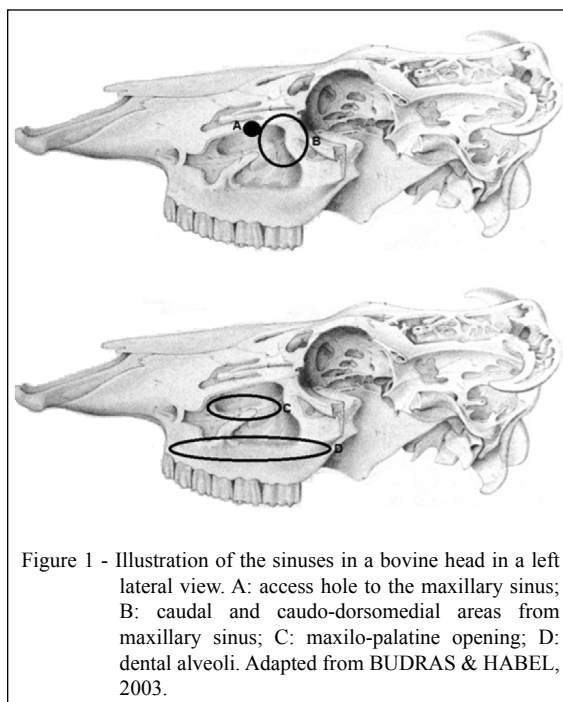 A
B
C
D
Figure 1 - Illustration of the sinuses in a bovine head in a left
lateral view. A: access hole to the maxillary sinus;
B: caudal and caudo-dorsomedial areas from
maxillary sinus; C: maxilo-palatine opening; D:
dental alveoli. Adapted from BUDRAS & HABEL,
2003.